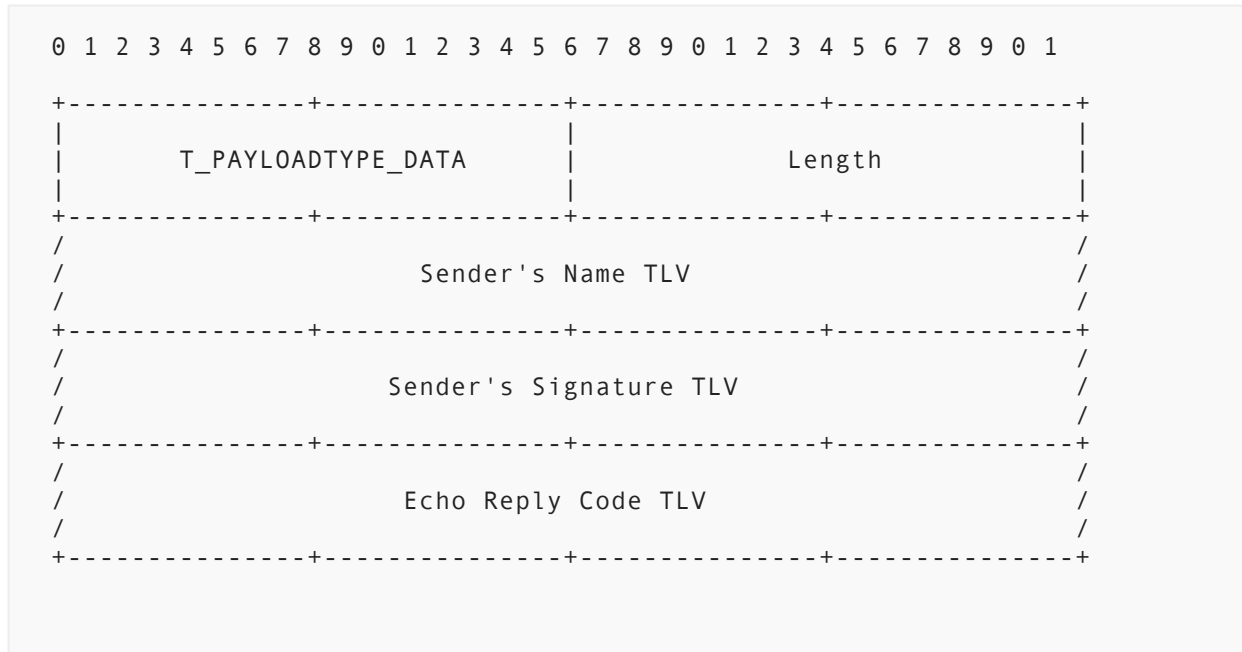 0 1 2 3 4 5 6 7 8 9 0 1 2 3 4 5 6 7 8 9 0 1 2 3 4 5 6 7 8 9 0 1
+---------------+---------------+---------------+---------------+
|                               |                               |
|       T_PAYLOADTYPE_DATA      |             Length            |
|                               |                               |
+---------------+---------------+---------------+---------------+
/                                                               /
/                      Sender's Name TLV                        /
/                                                               /
+---------------+---------------+---------------+---------------+
/                                                               /
/                    Sender's Signature TLV                     /
/                                                               /
+---------------+---------------+---------------+---------------+
/                                                               /
/                     Echo Reply Code TLV                       /
/                                                               /
+---------------+---------------+---------------+---------------+